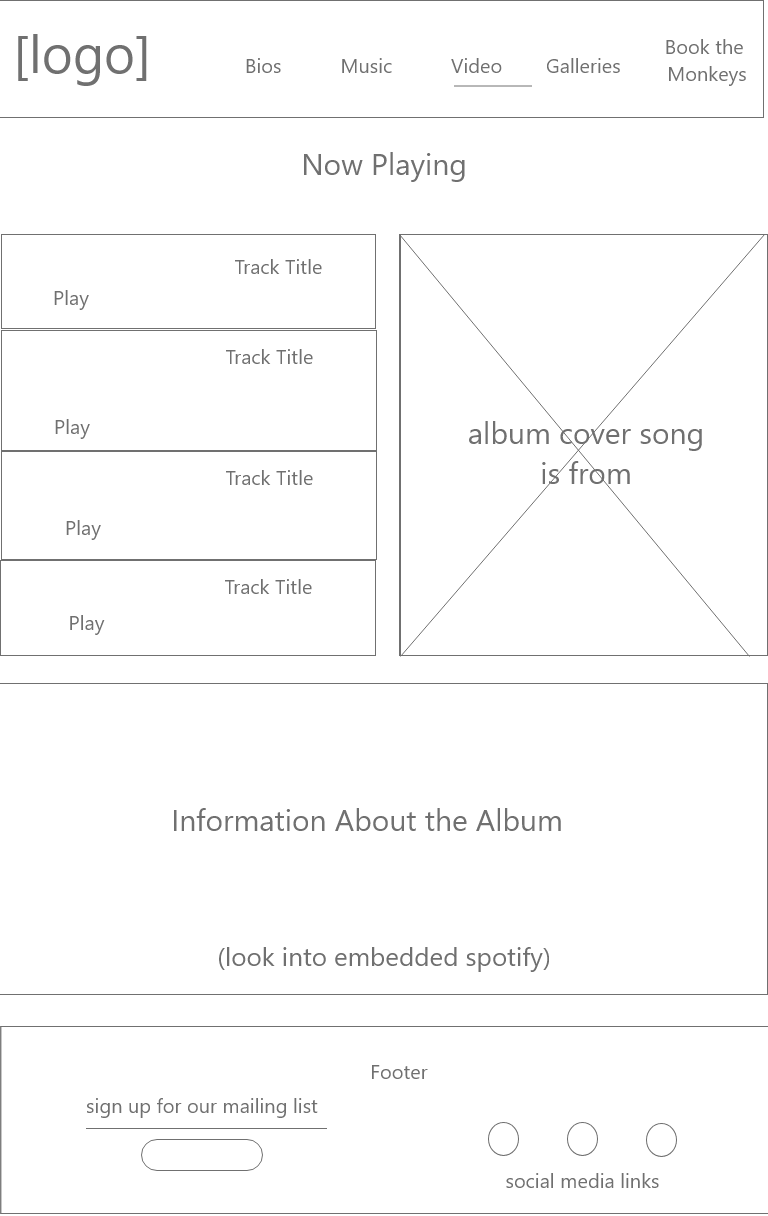 [logo]
Bios
Music
Video
Galleries
Book the
Monkeys
Now Playing
Track Title
Play
Track Title
Play
Track Title
Play
Track Title
Play
album cover song
is from
Information About the Album
(look into embedded spotify)
Footer
sign up for our mailing list
social media links